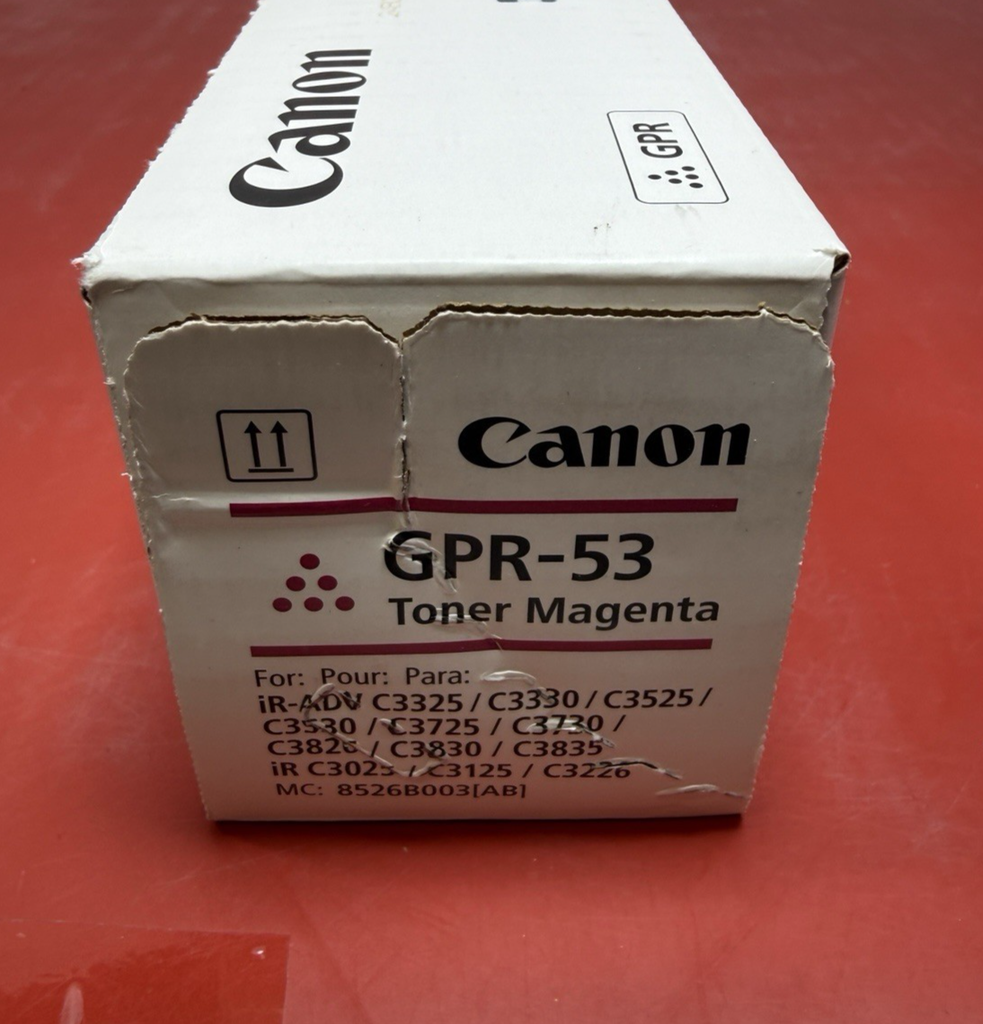 Canon
GPR
Canon
GPR-53
Toner Magenta
For: Pour: Para:
iR-ADV C3325 / C3330 / C3525 /
C3530 / C3725 / C3730 /
C3826 / C3830 / C3835
iR C3025 / C3125 / C3226
MC: 8526B003[AB]